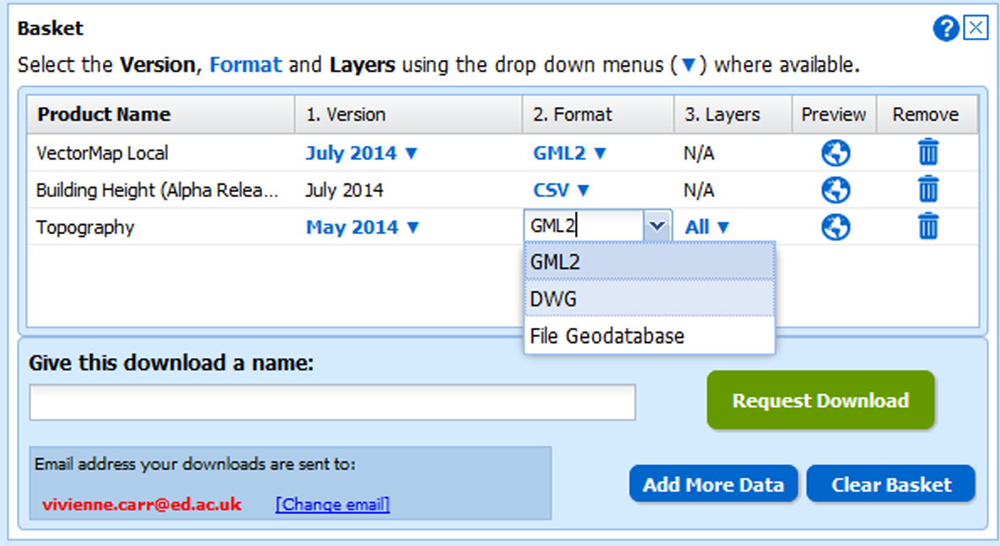 Basket
?
Select the Version, Format and Layers using the drop down menus (▼) where available.
Product Name 1. Version 2. Format 3. Layers Preview Remove
VectorMap Local July 2014 ▼ GML2 ▼ N/A
Building Height (Alpha Relea... July 2014 CSV ▼ N/A
Topography May 2014 ▼ GML2 All ▼
GML2
DWG
File Geodatabase
Give this download a name:
Request Download
Email address your downloads are sent to:
vivienne.carr@ed.ac.uk [Change email]
Add More Data Clear Basket